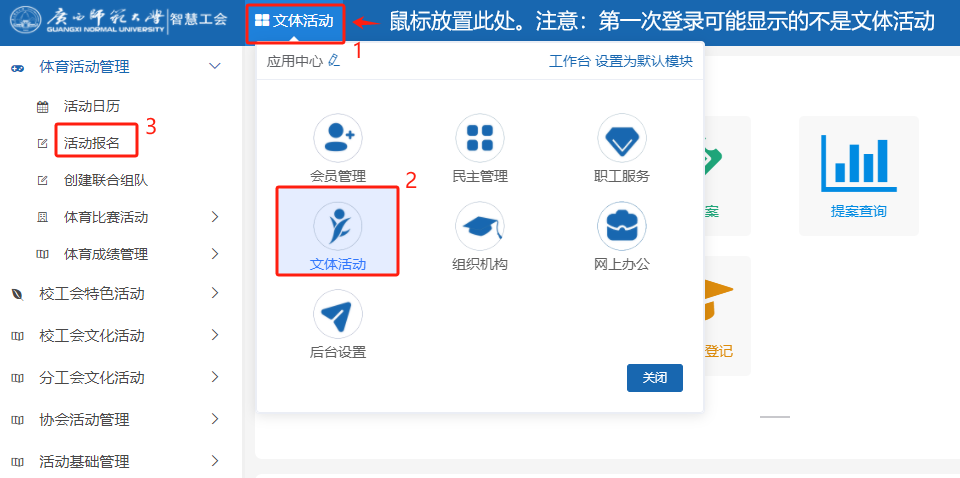 广西师范大学
GUANGXI NORMAL UNIVERSITY
智慧工会
文体活动
鼠标放置此处。注意：第一次登录可能显示的不是文体活动
1
应用中心
工作台 设置为默认模块
体育活动管理
活动日历
活动报名
3
创建联合组队
体育比赛活动
体育成绩管理
校工会特色活动
校工会文化活动
分工会文化活动
协会活动管理
活动基础管理
会员管理
民主管理
职工服务
2
文体活动
组织机构
网上办公
后台设置
关闭
案
提案查询
登记